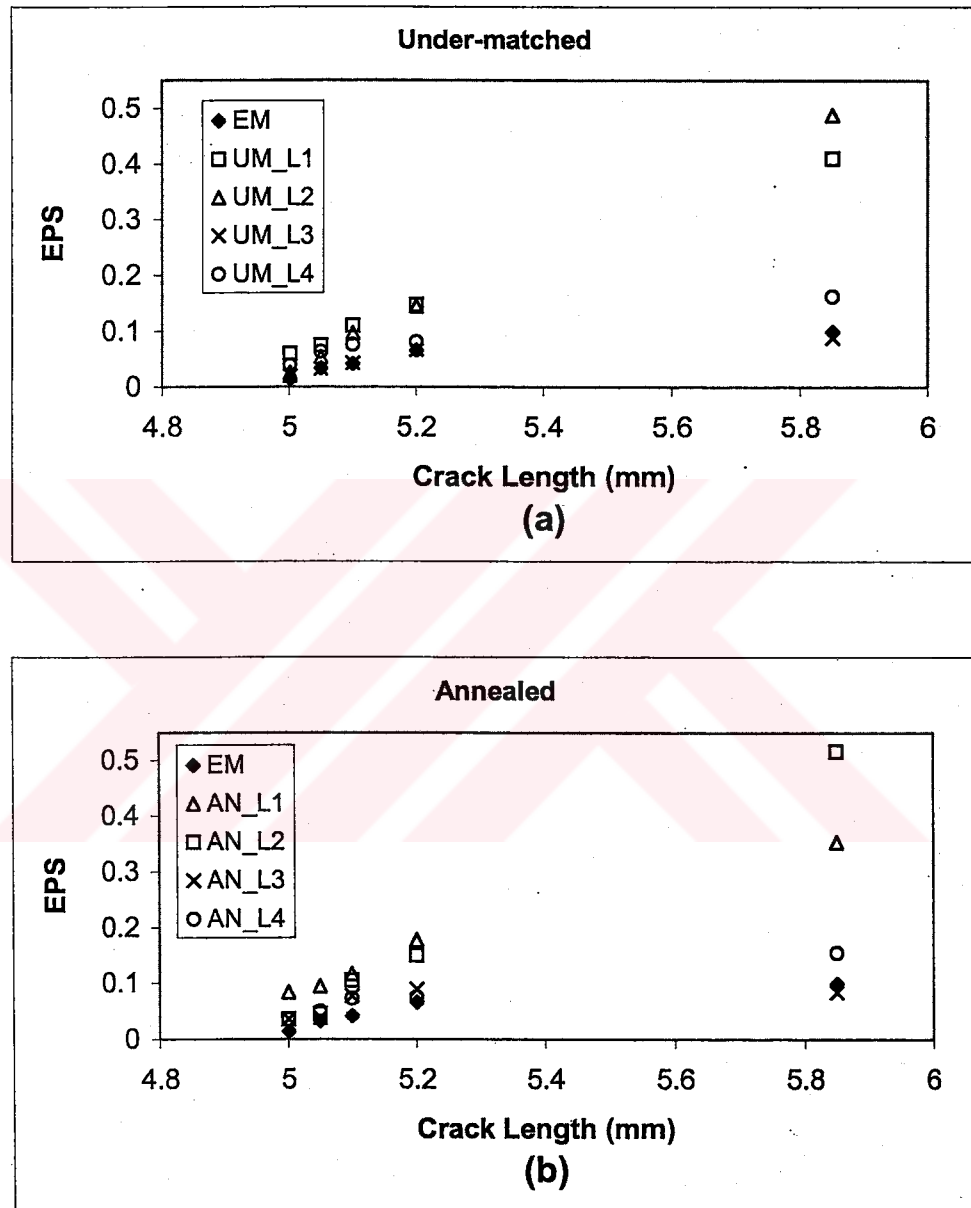 Under-matched
EPS
0.5
0.4
0.3
0.2
0.1
0
EM
UM_L1
UM_L2
UM_L3
UM_L4
4.8 5 5.2 5.4 5.6 5.8 6
Crack Length (mm)
(a)
Annealed
EPS
0.5
0.4
0.3
0.2
0.1
0
EM
AN_L1
AN_L2
AN_L3
AN_L4
4.8 5 5.2 5.4 5.6 5.8 6
Crack Length (mm)
(b)